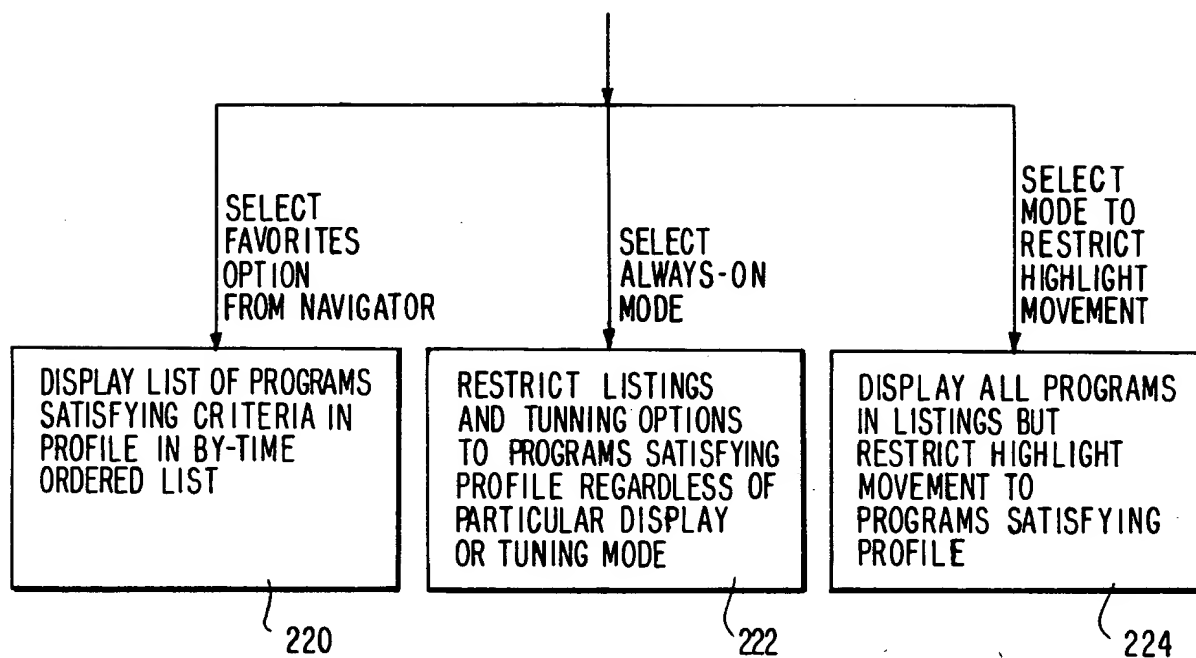 SELECT
FAVORITES
OPTION
FROM NAVIGATOR
SELECT
ALWAYS-ON
MODE
SELECT
MODE TO
RESTRICT
HIGHLIGHT
MOVEMENT
DISPLAY LIST OF PROGRAMS
SATISFYING CRITERIA IN
PROFILE IN BY-TIME
ORDERED LIST
220
RESTRICT LISTINGS
AND TUNNING OPTIONS
TO PROGRAMS SATISFYING
PROFILE REGARDLESS OF
PARTICULAR DISPLAY
OR TUNING MODE
222
DISPLAY ALL PROGRAMS
IN LISTINGS BUT
RESTRICT HIGHLIGHT
MOVEMENT TO
PROGRAMS SATISFYING
PROFILE
224